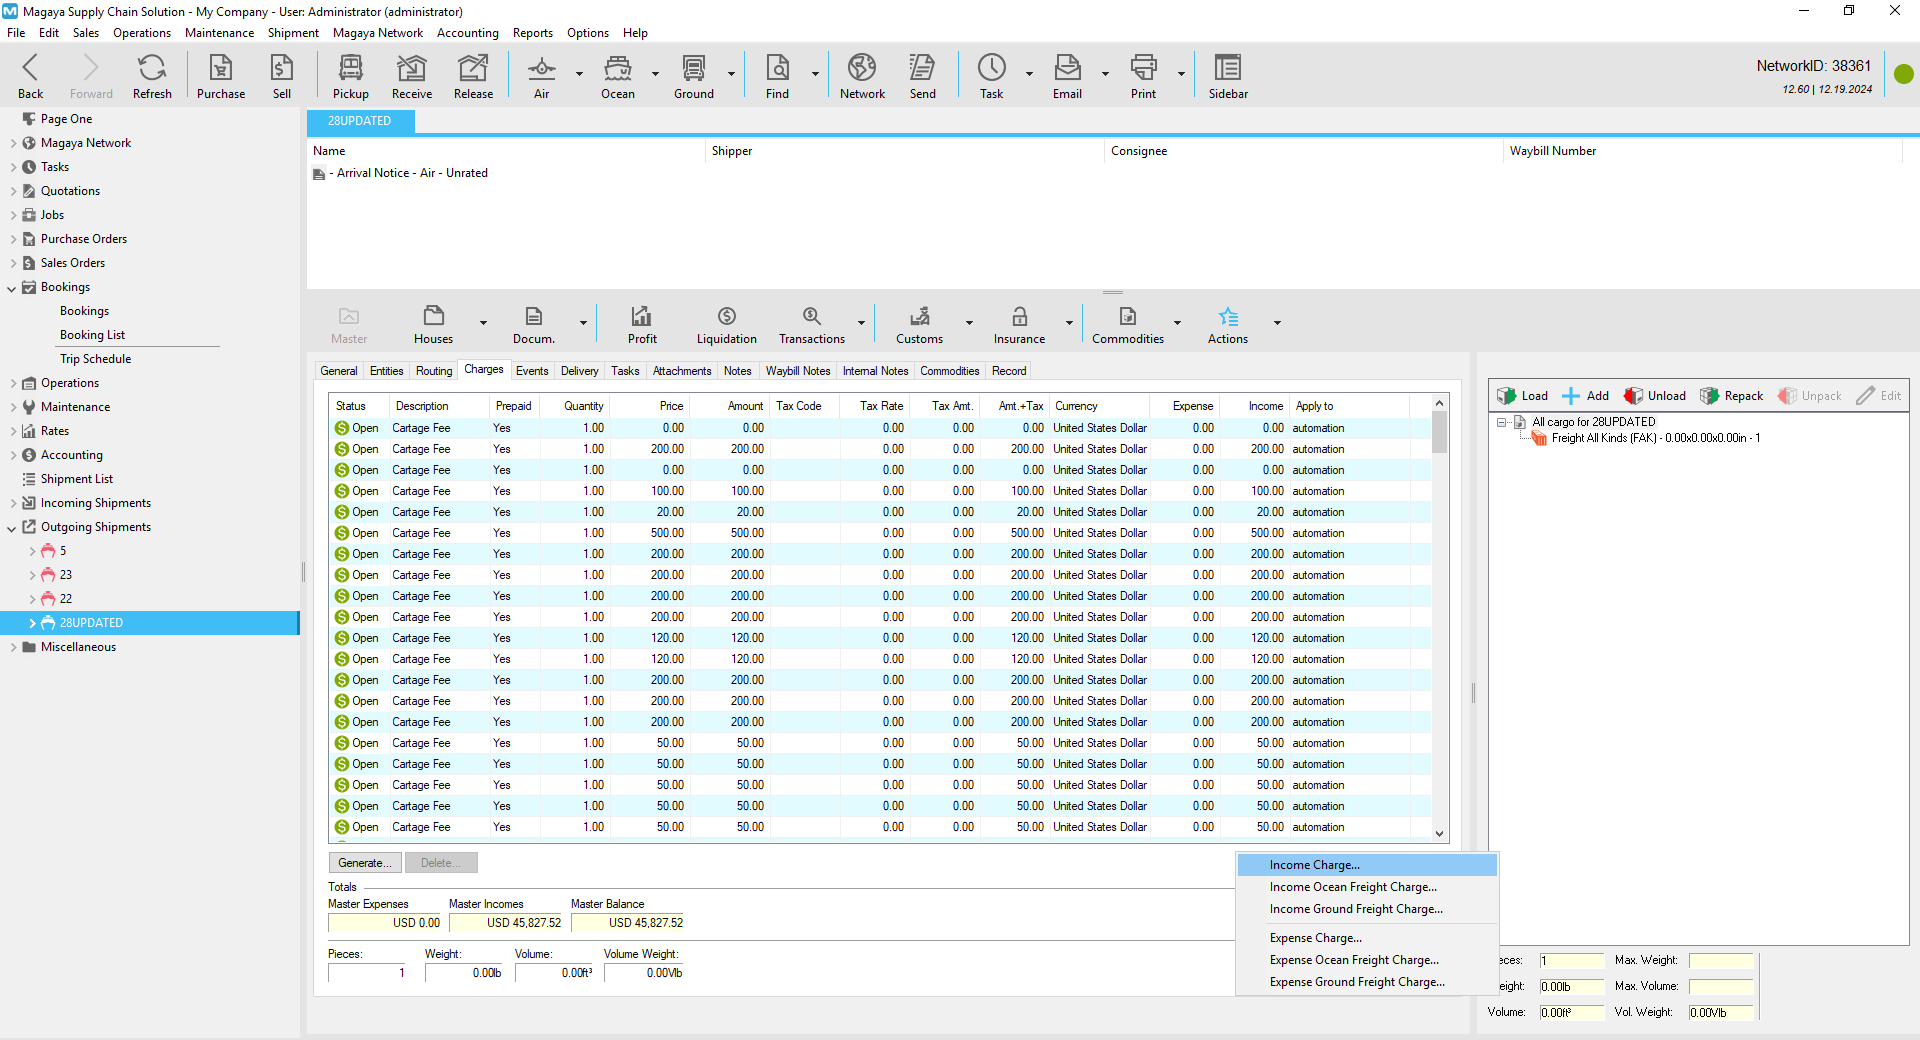 Magaya Supply Chain Solution - My Company - User: Administrator (administrator)
File Edit Sales Operations Maintenance Shipment Magaya Network Accounting Reports Options Help
Back Forward Refresh Purchase Sell Pickup Receive Release Air Ocean Ground Find Network Send Task Email Print Sidebar
NetworkID: 38361
12.60 | 12.19.2024
Page One
Magaya Network
Tasks
Quotations
Jobs
Purchase Orders
Sales Orders
Bookings
Bookings
Booking List
Trip Schedule
Operations
Maintenance
Rates
Accounting
Shipment List
Incoming Shipments
Outgoing Shipments
5
23
22
28UPDATED
Miscellaneous
28UPDATED
Name Shipper Consignee Waybill Number
- Arrival Notice - Air - Unrated
Master Houses Docum. Profit Liquidation Transactions Customs Insurance Commodities Actions
General Entities Routing Charges Events Delivery Tasks Attachments Notes Waybill Notes Internal Notes Commodities Record
Status Description Prepaid Quantity Price Amount Tax Code Tax Rate Tax Amt. Amt.+Tax Currency Expense Income Apply to
Open Cartage Fee Yes 1.00 0.00 0.00 0.00 0.00 0.00 United States Dollar 0.00 0.00 automation
Open Cartage Fee Yes 1.00 200.00 200.00 0.00 0.00 200.00 United States Dollar 0.00 200.00 automation
Open Cartage Fee Yes 1.00 0.00 0.00 0.00 0.00 0.00 United States Dollar 0.00 0.00 automation
Open Cartage Fee Yes 1.00 100.00 100.00 0.00 0.00 100.00 United States Dollar 0.00 100.00 automation
Open Cartage Fee Yes 1.00 20.00 20.00 0.00 0.00 20.00 United States Dollar 0.00 20.00 automation
Open Cartage Fee Yes 1.00 500.00 500.00 0.00 0.00 500.00 United States Dollar 0.00 500.00 automation
Open Cartage Fee Yes 1.00 200.00 200.00 0.00 0.00 200.00 United States Dollar 0.00 200.00 automation
Open Cartage Fee Yes 1.00 200.00 200.00 0.00 0.00 200.00 United States Dollar 0.00 200.00 automation
Open Cartage Fee Yes 1.00 200.00 200.00 0.00 0.00 200.00 United States Dollar 0.00 200.00 automation
Open Cartage Fee Yes 1.00 200.00 200.00 0.00 0.00 200.00 United States Dollar 0.00 200.00 automation
Open Cartage Fee Yes 1.00 120.00 120.00 0.00 0.00 120.00 United States Dollar 0.00 120.00 automation
Open Cartage Fee Yes 1.00 120.00 120.00 0.00 0.00 120.00 United States Dollar 0.00 120.00 automation
Open Cartage Fee Yes 1.00 200.00 200.00 0.00 0.00 200.00 United States Dollar 0.00 200.00 automation
Open Cartage Fee Yes 1.00 200.00 200.00 0.00 0.00 200.00 United States Dollar 0.00 200.00 automation
Open Cartage Fee Yes 1.00 200.00 200.00 0.00 0.00 200.00 United States Dollar 0.00 200.00 automation
Open Cartage Fee Yes 1.00 50.00 50.00 0.00 0.00 50.00 United States Dollar 0.00 50.00 automation
Open Cartage Fee Yes 1.00 50.00 50.00 0.00 0.00 50.00 United States Dollar 0.00 50.00 automation
Open Cartage Fee Yes 1.00 50.00 50.00 0.00 0.00 50.00 United States Dollar 0.00 50.00 automation
Open Cartage Fee Yes 1.00 50.00 50.00 0.00 0.00 50.00 United States Dollar 0.00 50.00 automation
Open Cartage Fee Yes 1.00 50.00 50.00 0.00 0.00 50.00 United States Dollar 0.00 50.00 automation
Generate... Delete...
Totals
Master Expenses Master Incomes Master Balance
USD 0.00 USD 45,827.52 USD 45,827.52
Pieces: Weight: Volume: Volume Weight:
1 0.00lb 0.00ft³ 0.00Vlb
Income Charge...
Income Ocean Freight Charge...
Income Ground Freight Charge...
Expense Charge...
Expense Ocean Freight Charge...
Expense Ground Freight Charge...
Load Add Unload Repack Unpack Edit
All cargo for 28UPDATED
Freight All Kinds (FAK) - 0.00x0.00x0.00in - 1
eces: 1 Max. Weight:
eight: 0.00lb Max. Volume:
Volume: 0.00ft³ Vol. Weight: 0.00Vlb